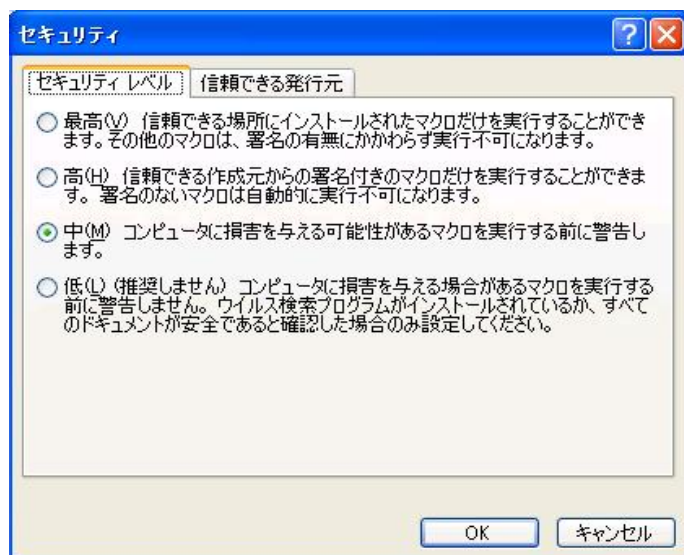 セキュリティ
セキュリティ レベル
信頼できる発行元
最高(V) 信頼できる場所にインストールされたマクロだけを実行することができ
ます。その他のマクロは、署名の有無にかかわらず実行不可になります。
高(H) 信頼できる作成元からの署名付きのマクロだけを実行することができま
す。 署名のないマクロは自動的に実行不可になります。
中(M) コンピュータに損害を与える可能性があるマクロを実行する前に警告し
ます。
低(L) (推奨しません) コンピュータに損害を与える場合があるマクロを実行する
前に警告しません。ウイルス検索プログラムがインストールされているか、すべて
のドキュメントが安全であると確認した場合のみ設定してください。
OK
キャンセル